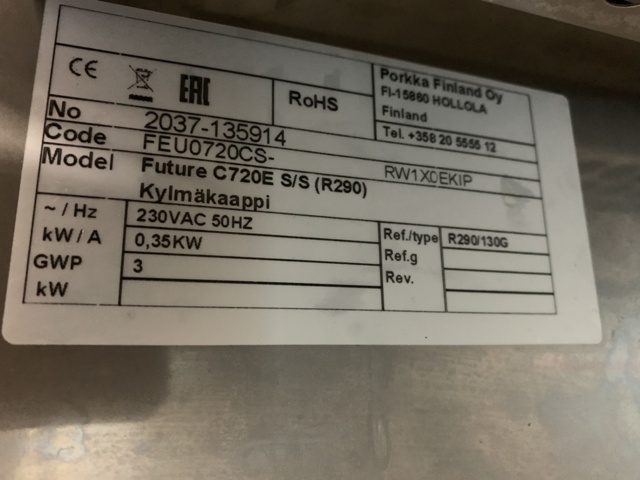 CE EAC
RoHS
Porkka Finland Oy
FI-15860 HOLLOLA
Finland
Tel. +358 20 5555 12
No 2037-135914
Code FEU0720CS- RW1X0EKIP
Model Future C720E S/S (R290)
Kylmäkaappi
~ / Hz 230VAC 50HZ
kW / A 0,35KW
GWP 3
kW
Ref./type R290/130G
Ref.g
Rev.